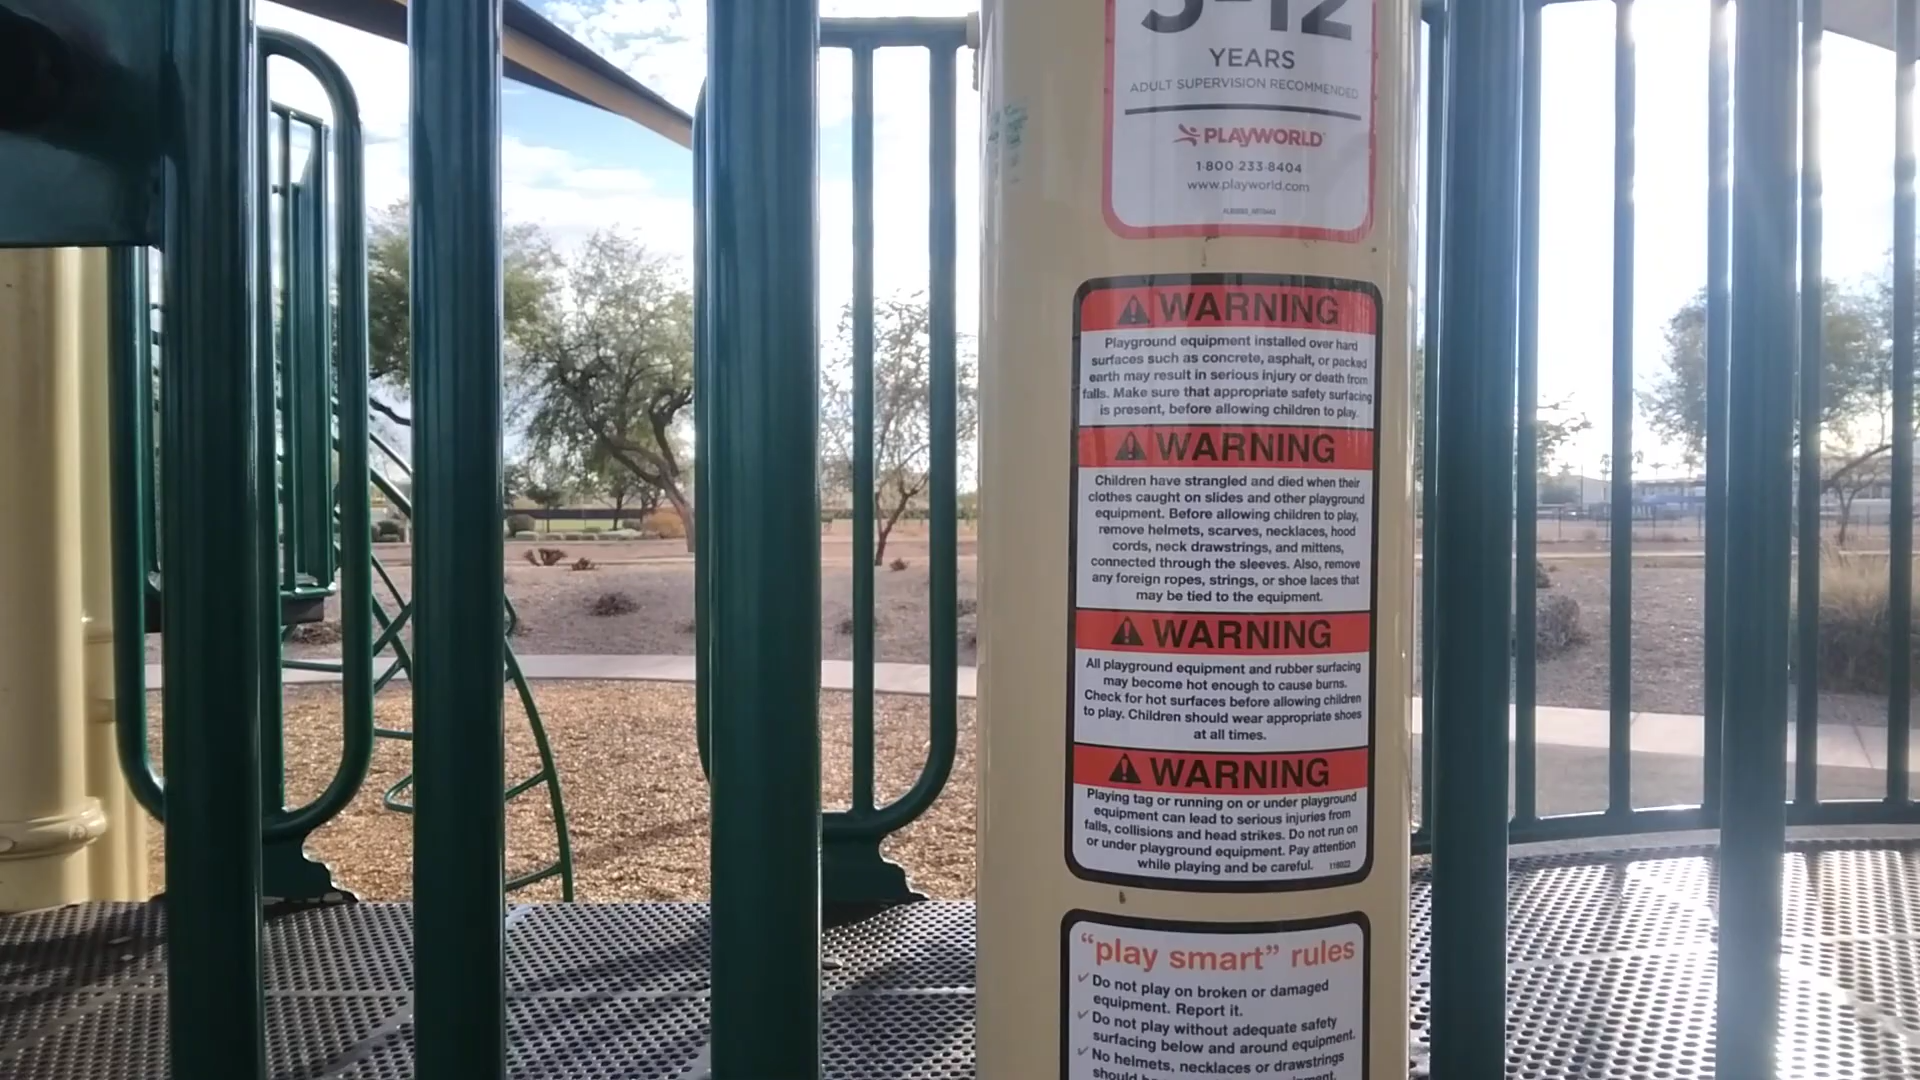 5-12
YEARS
ADULT SUPERVISION RECOMMENDED
PLAYWORLD
1-800-233-8404
www.playworld.com
WARNING
Playground equipment installed over hard
surfaces such as concrete, asphalt, or packed
earth may result in serious injury or death from
falls. Make sure that appropriate safety surfacing
is present, before allowing children to play.
WARNING
Children have strangled and died when their
clothes caught on slides and other playground
equipment. Before allowing children to play,
remove helmets, scarves, necklaces, hood
cords, neck drawstrings, and mittens,
connected through the sleeves. Also, remove
any foreign ropes, strings, or shoe laces that
may be tied to the equipment.
WARNING
All playground equipment and rubber surfacing
may become hot enough to cause burns.
Check for hot surfaces before allowing children
to play. Children should wear appropriate shoes
at all times.
WARNING
Playing tag or running on or under playground
equipment can lead to serious injuries from
falls, collisions and head strikes. Do not run on
or under playground equipment. Pay attention
while playing and be careful.
"play smart" rules
✓ Do not play on broken or damaged
equipment. Report it.
✓ Do not play without adequate safety
surfacing below and around equipment.
✓ No helmets, necklaces or drawstrings
should